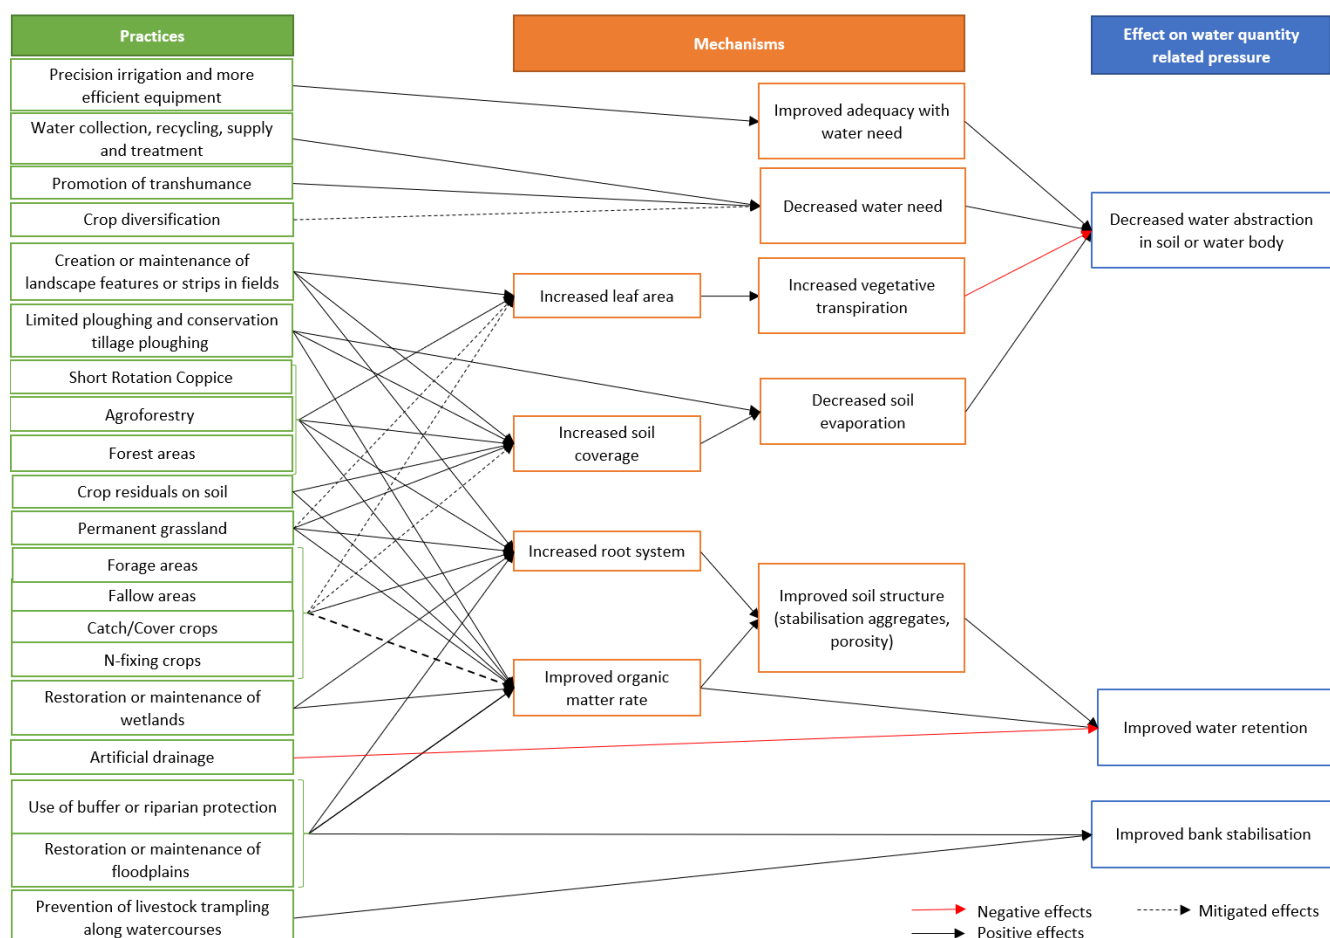 Practices
Mechanisms
Effect on water quantity
related pressure
Precision irrigation and more
efficient equipment
Water collection, recycling, supply
and treatment
Promotion of transhumance
Crop diversification
Creation or maintenance of
landscape features or strips in fields
Limited ploughing and conservation
tillage ploughing
Short Rotation Coppice
Agroforestry
Forest areas
Crop residuals on soil
Permanent grassland
Forage areas
Fallow areas
Catch/Cover crops
N-fixing crops
Restoration or maintenance of
wetlands
Artificial drainage
Use of buffer or riparian protection
Restoration or maintenance of
floodplains
Prevention of livestock trampling
along watercourses
Increased leaf area
Increased soil
coverage
Increased root system
Improved organic
matter rate
Improved adequacy with
water need
Decreased water need
Increased vegetative
transpiration
Decreased soil
evaporation
Improved soil structure
(stabilisation aggregates,
porosity)
Decreased water abstraction
in soil or water body
Improved water retention
Improved bank stabilisation
Negative effects
Positive effects
Mitigated effects